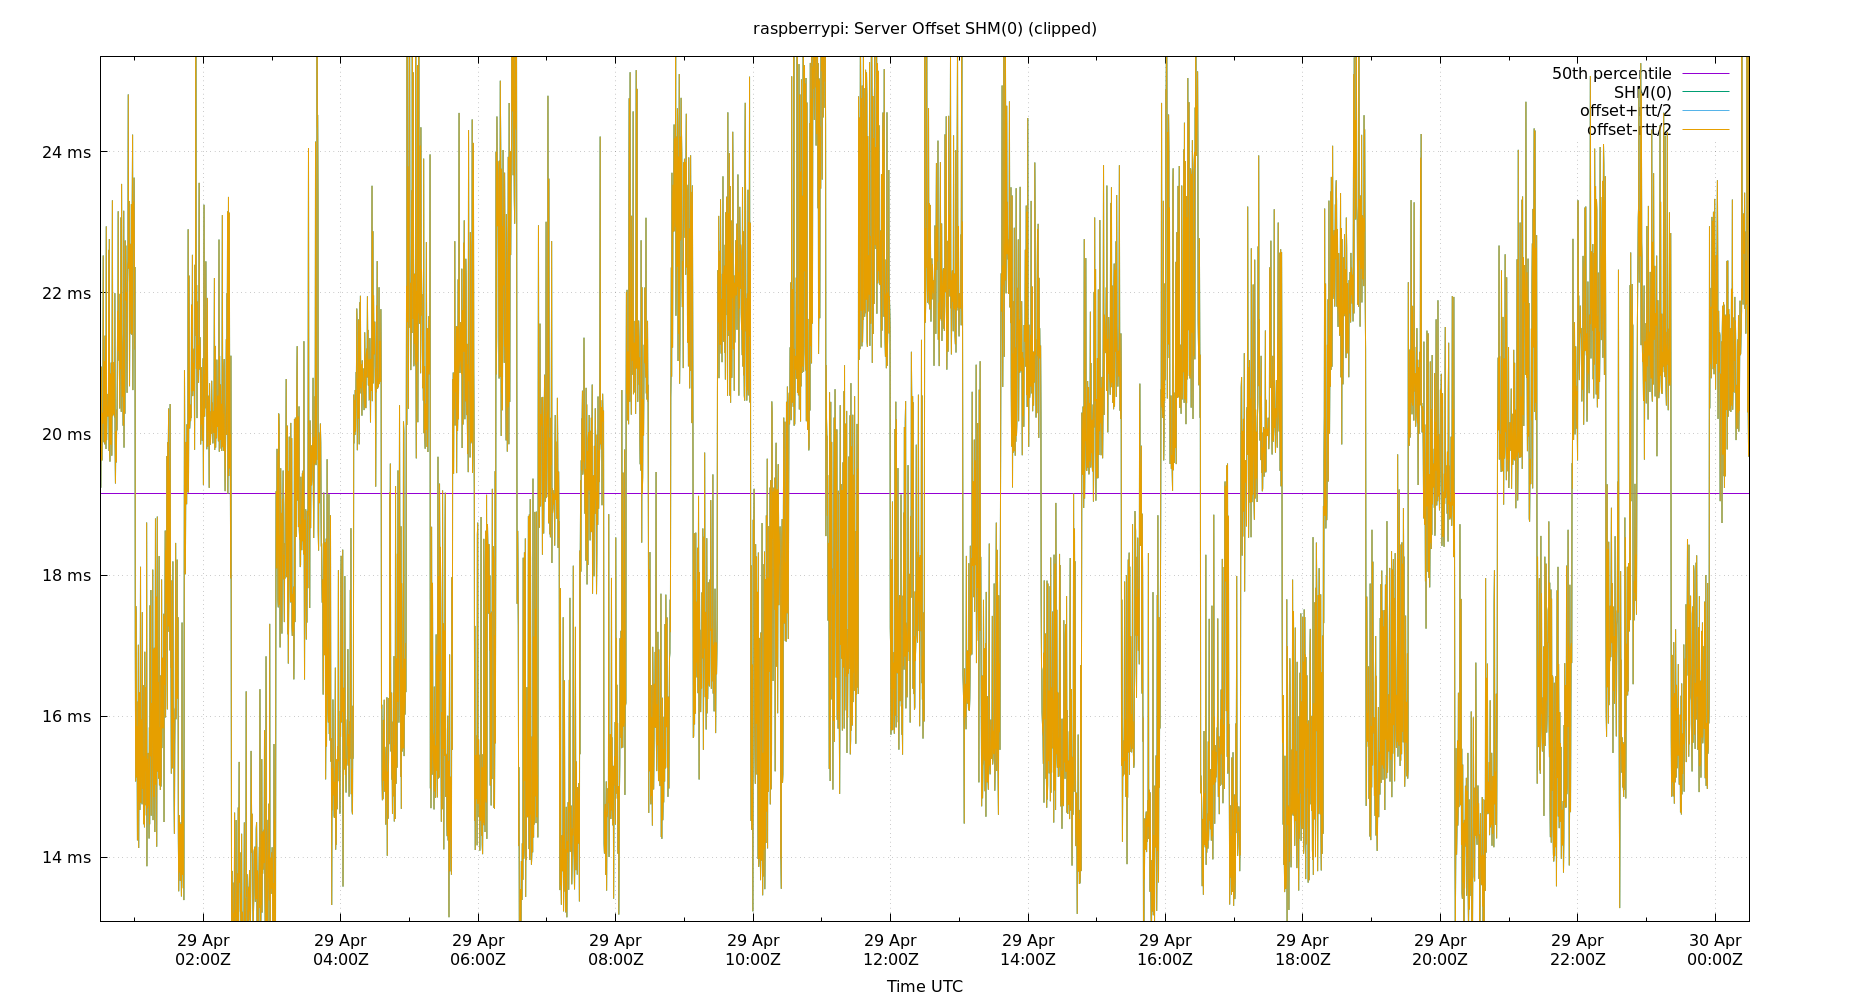 raspberrypi: Server Offset SHM(0) (clipped)
50th percentile
SHM(0)
offset+rtt/2
offset-rtt/2
24 ms
22 ms
20 ms
18 ms
16 ms
14 ms
29 Apr 29 Apr 29 Apr 29 Apr 29 Apr 29 Apr 29 Apr 29 Apr 29 Apr 29 Apr 29 Apr 30 Apr
02:00Z 04:00Z 06:00Z 08:00Z 10:00Z 12:00Z 14:00Z 16:00Z 18:00Z 20:00Z 22:00Z 00:00Z
Time UTC